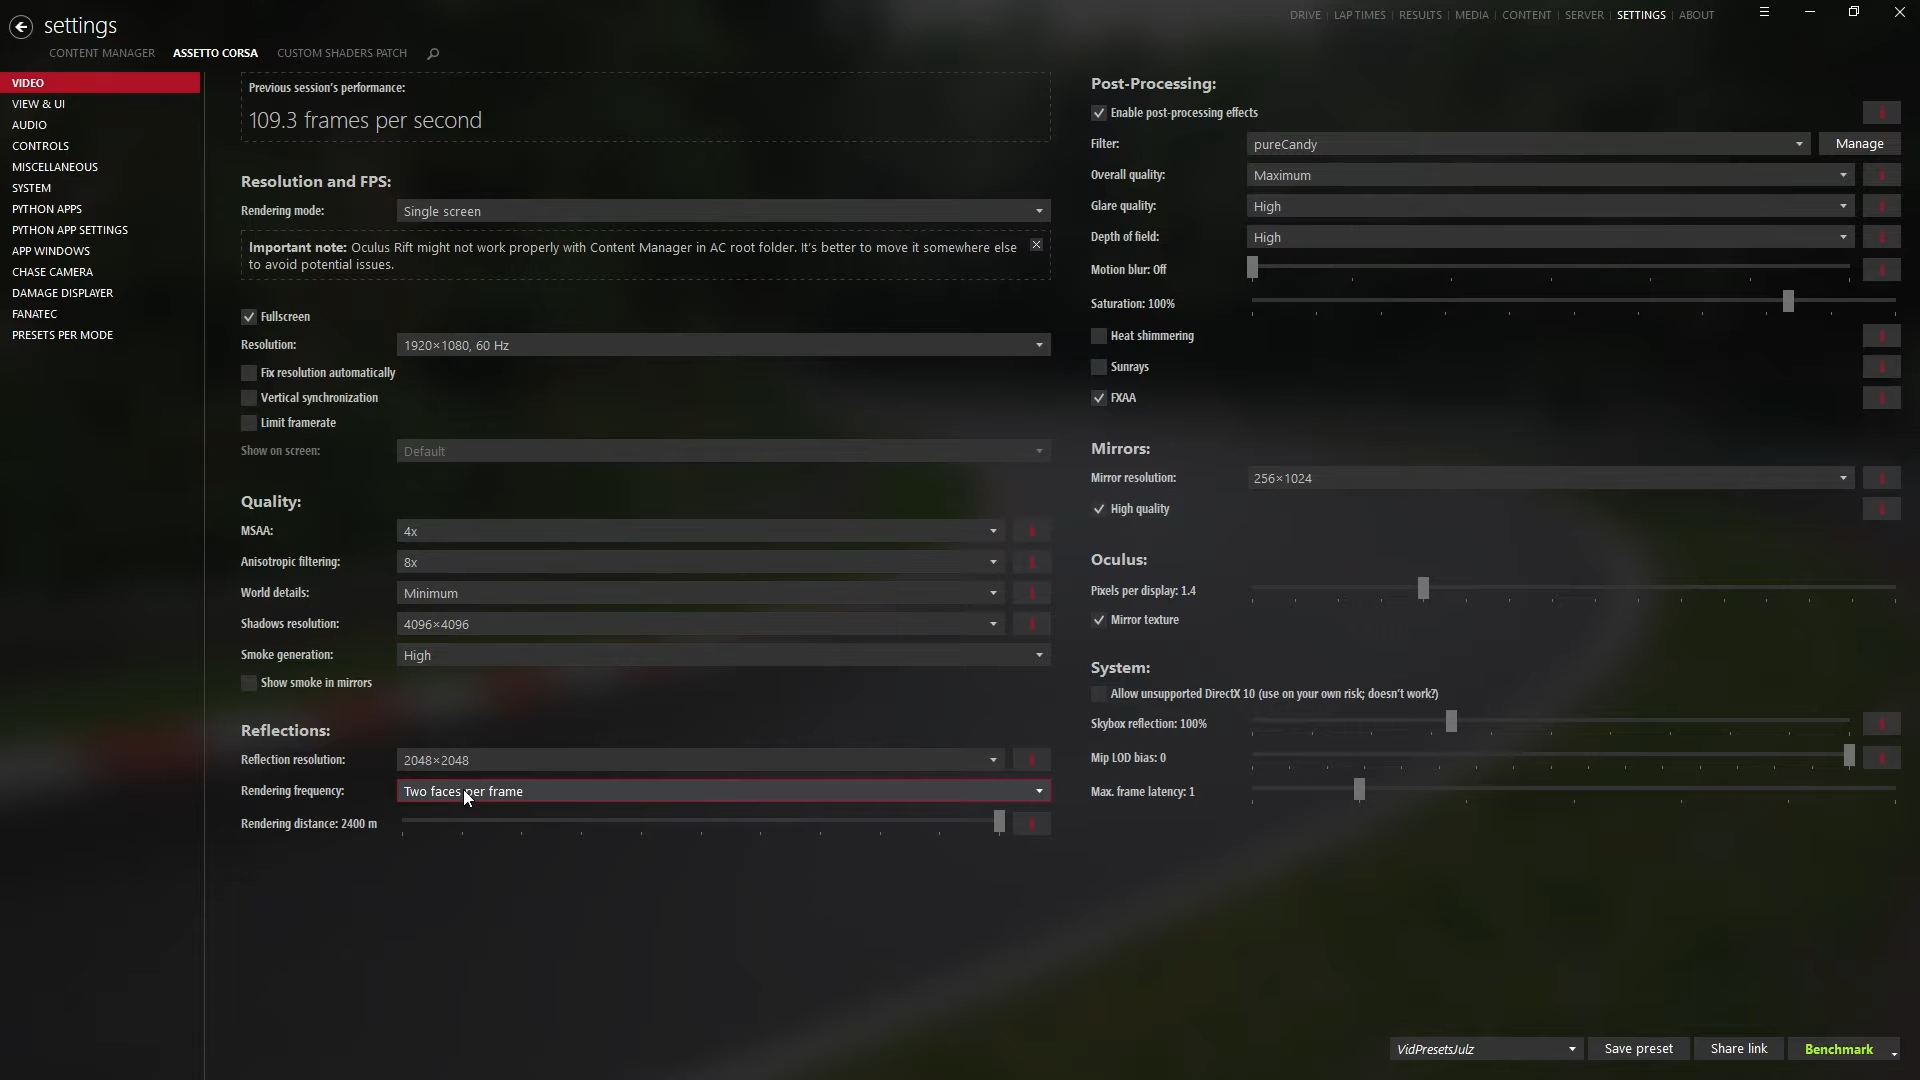 settings
DRIVE | LAP TIMES | RESULTS | MEDIA | CONTENT | SERVER | SETTINGS | ABOUT
CONTENT MANAGER
ASSETTO CORSA
CUSTOM SHADERS PATCH
VIDEO
VIEW & UI
AUDIO
CONTROLS
MISCELLANEOUS
SYSTEM
PYTHON APPS
PYTHON APP SETTINGS
APP WINDOWS
CHASE CAMERA
DAMAGE DISPLAYER
FANATEC
PRESETS PER MODE
Previous session's performance:
109.3 frames per second
Resolution and FPS:
Rendering mode: Single screen
Important note: Oculus Rift might not work properly with Content Manager in AC root folder. It's better to move it somewhere else
to avoid potential issues.
Fullscreen
Resolution: 1920×1080, 60 Hz
Fix resolution automatically
Vertical synchronization
Limit framerate
Show on screen: Default
Quality:
MSAA: 4x
Anisotropic filtering: 8x
World details: Minimum
Shadows resolution: 4096×4096
Smoke generation: High
Show smoke in mirrors
Reflections:
Reflection resolution: 2048×2048
Rendering frequency: Two faces per frame
Rendering distance: 2400 m
Post-Processing:
Enable post-processing effects
Filter: pureCandy Manage
Overall quality: Maximum
Glare quality: High
Depth of field: High
Motion blur: Off
Saturation: 100%
Heat shimmering
Sunrays
FXAA
Mirrors:
Mirror resolution: 256×1024
High quality
Oculus:
Pixels per display: 1.4
Mirror texture
System:
Allow unsupported DirectX 10 (use on your own risk; doesn't work?)
Skybox reflection: 100%
Mip LOD bias: 0
Max. frame latency: 1
VidPresetsJulz
Save preset
Share link
Benchmark